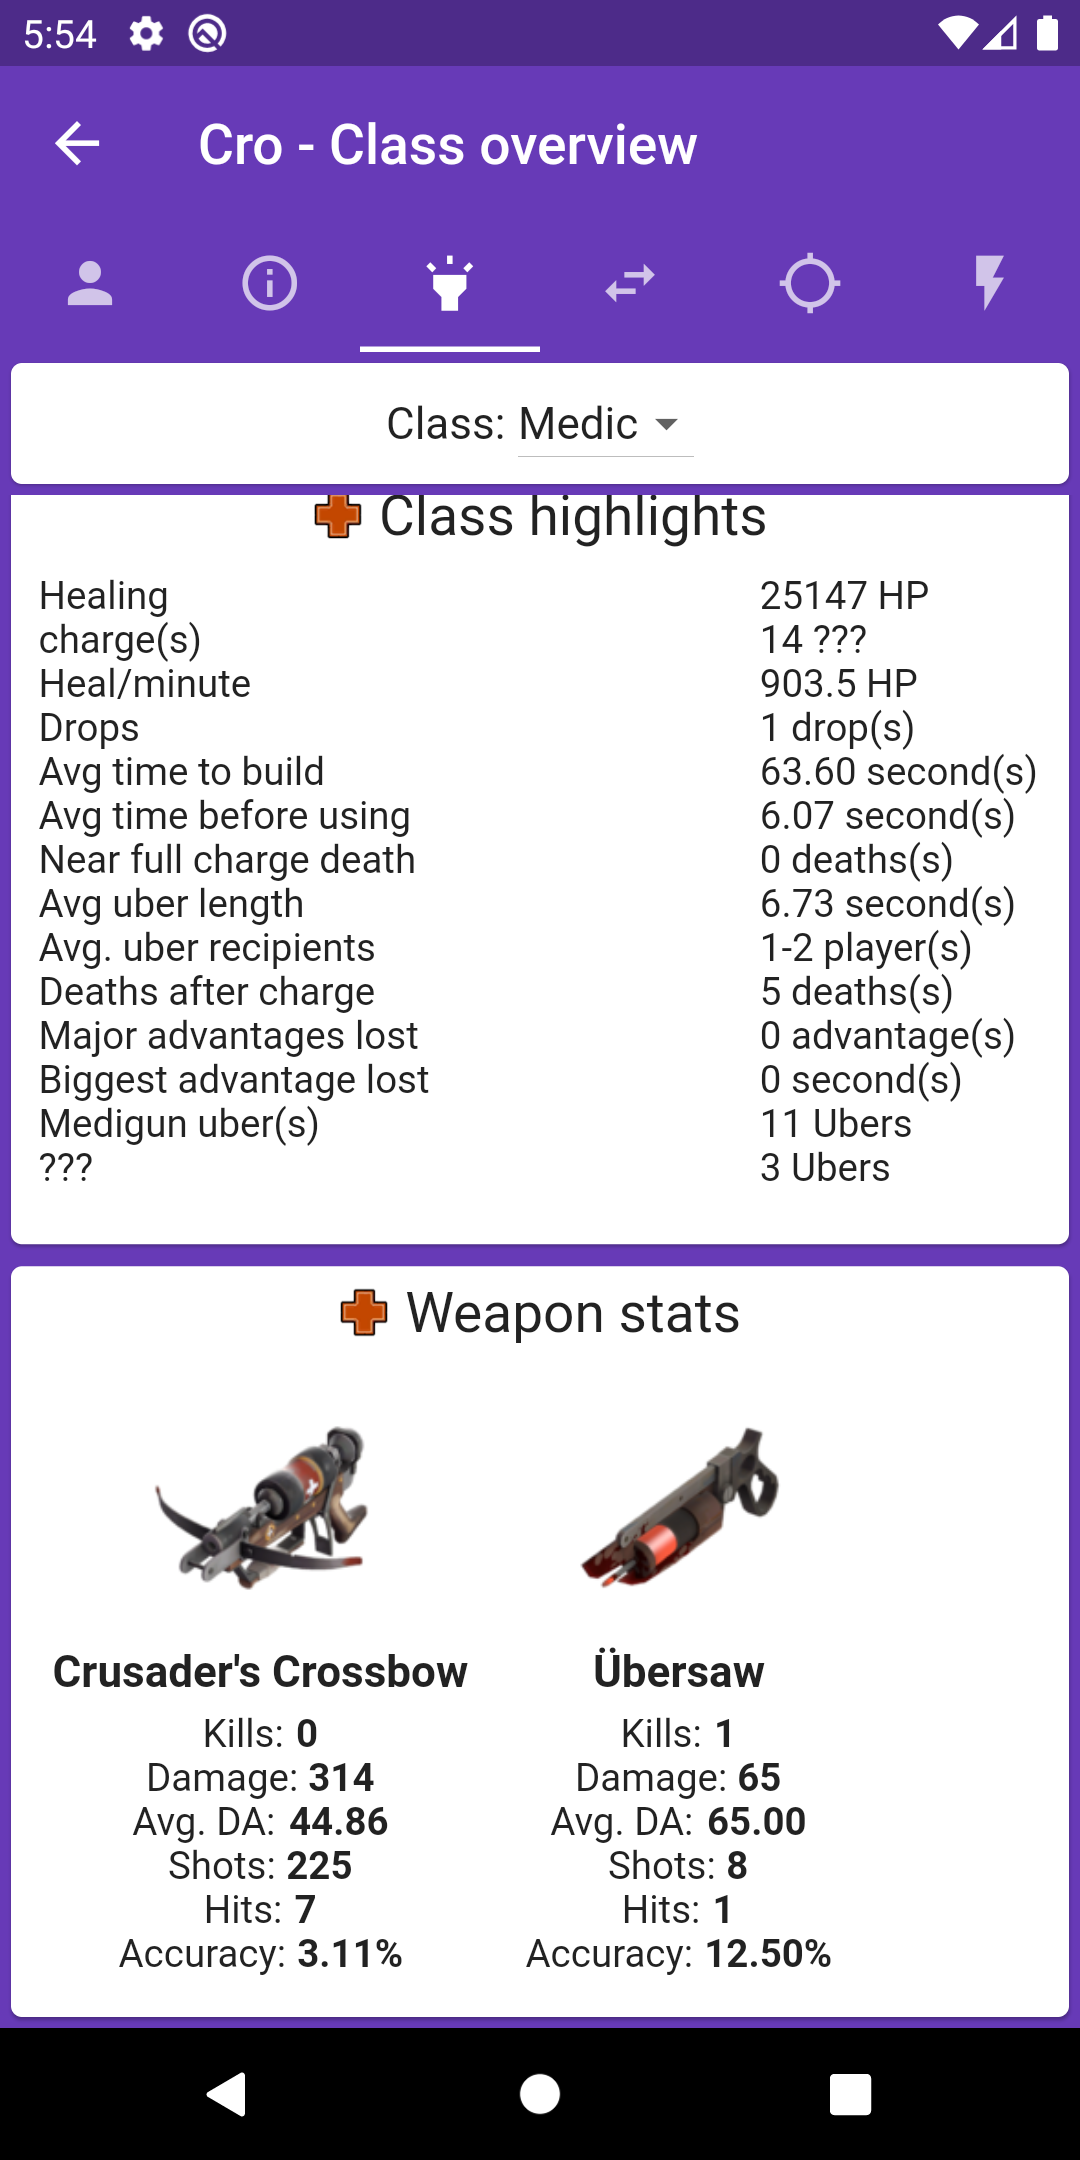 5:54
Cro - Class overview
Class: Medic
Class highlights
Healing 25147 HP
charge(s) 14 ???
Heal/minute 903.5 HP
Drops 1 drop(s)
Avg time to build 63.60 second(s)
Avg time before using 6.07 second(s)
Near full charge death 0 deaths(s)
Avg uber length 6.73 second(s)
Avg. uber recipients 1-2 player(s)
Deaths after charge 5 deaths(s)
Major advantages lost 0 advantage(s)
Biggest advantage lost 0 second(s)
Medigun uber(s) 11 Ubers
??? 3 Ubers
Weapon stats
Crusader's Crossbow
Kills: 0
Damage: 314
Avg. DA: 44.86
Shots: 225
Hits: 7
Accuracy: 3.11%
Übersaw
Kills: 1
Damage: 65
Avg. DA: 65.00
Shots: 8
Hits: 1
Accuracy: 12.50%